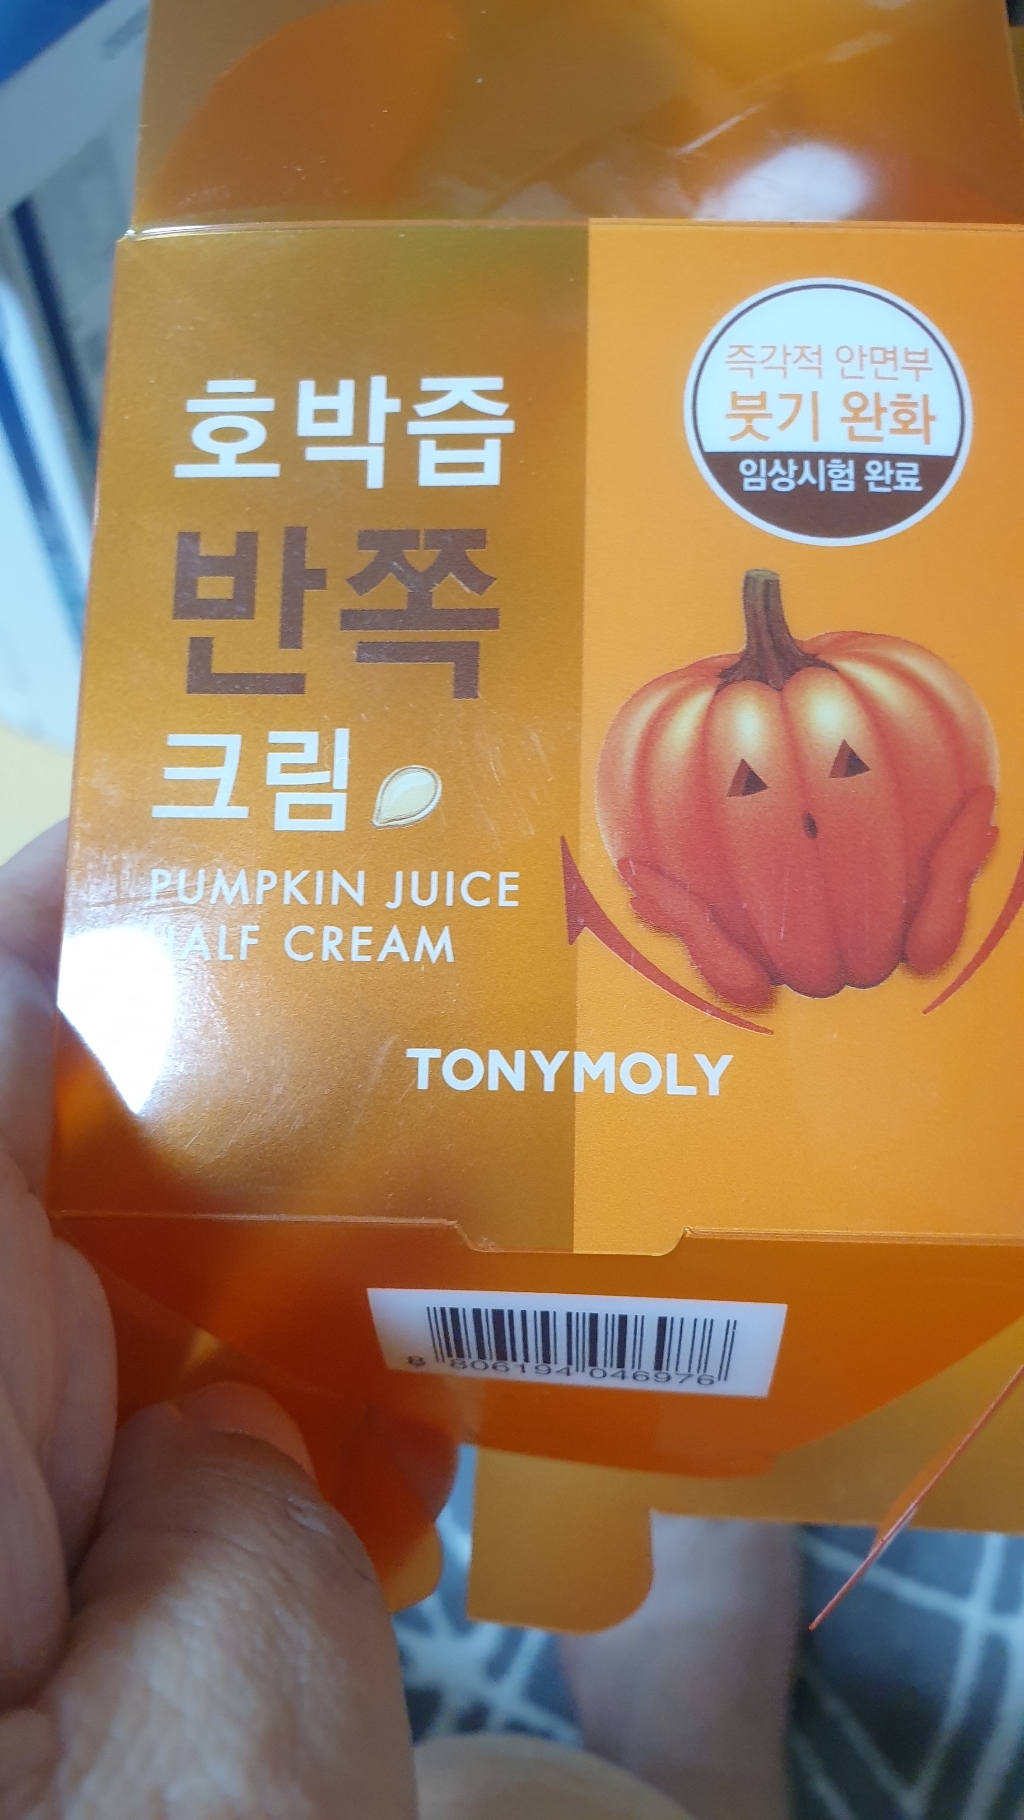 즉각적 안면부
붓기 완화
임상시험 완료
호박즙
반쪽
크림
PUMPKIN JUICE
HALF CREAM
TONYMOLY
8 806194 046976